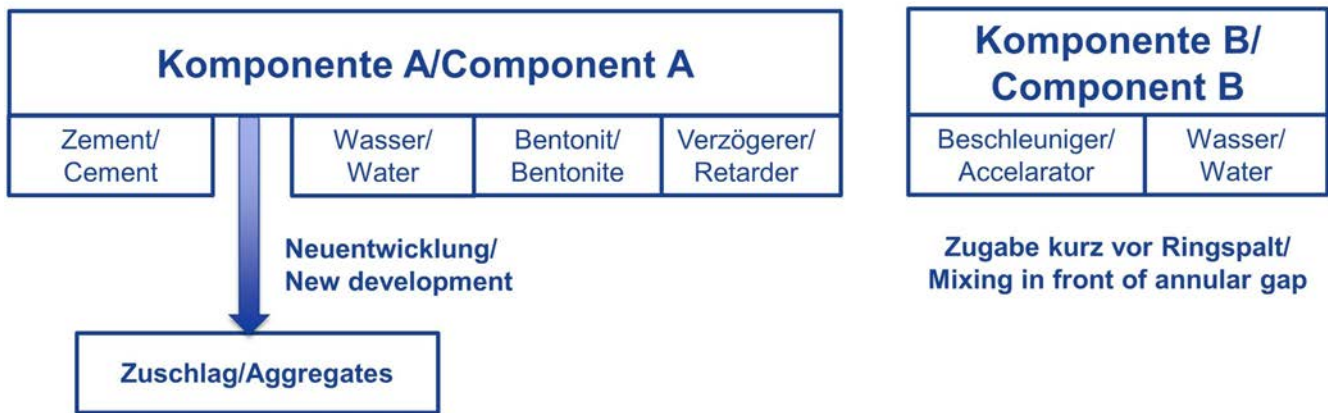 Komponente A/Component A
Komponente B/
Component B
Zement/
Cement
Wasser/
Water
Bentonit/
Bentonite
Verzögerer/
Retarder
Beschleuniger/
Accelarator
Wasser/
Water
Neuentwicklung/
New development
Zugabe kurz vor Ringspalt/
Mixing in front of annular gap
Zuschlag/Aggregates